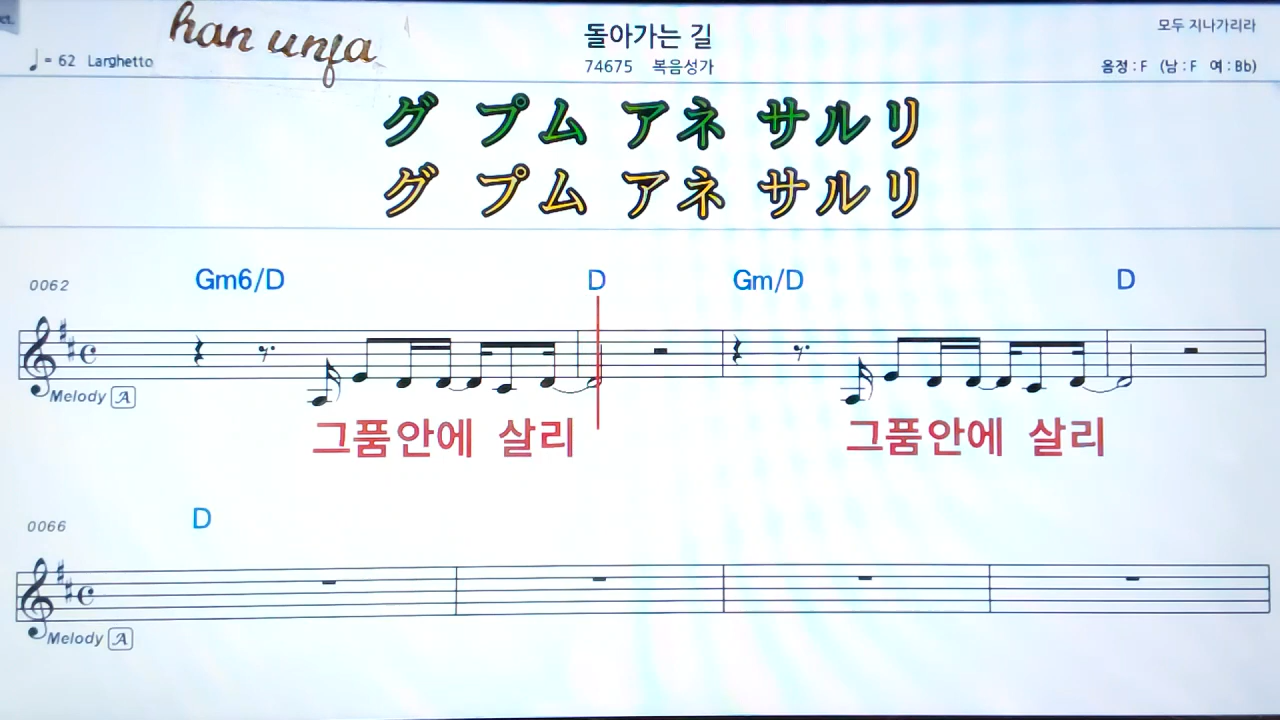 han unfa
돌아가는 길
모두 지나가리라
♩= 62 Larghetto
74675 복음성가
음정 : F (남 : F 여 : Bb)
グ プム アネ サルリ
グ プム アネ サルリ
0062 Gm6/D D Gm/D D
Melody A
그품안에 살리 그품안에 살리
0066 D
Melody A